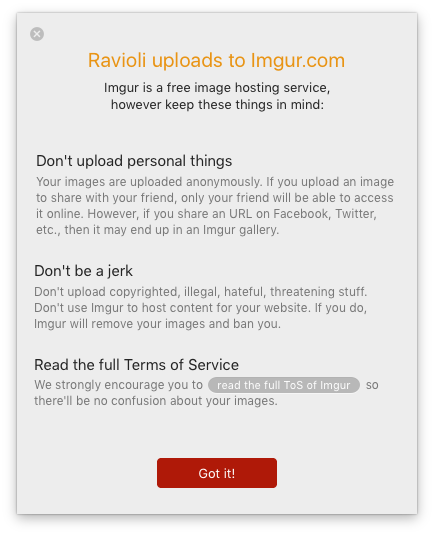 Ravioli uploads to Imgur.com
Imgur is a free image hosting service,
however keep these things in mind:
Don't upload personal things
Your images are uploaded anonymously. If you upload an image
to share with your friend, only your friend will be able to access
it online. However, if you share an URL on Facebook, Twitter,
etc., then it may end up in an Imgur gallery.
Don't be a jerk
Don't upload copyrighted, illegal, hateful, threatening stuff.
Don't use Imgur to host content for your website. If you do,
Imgur will remove your images and ban you.
Read the full Terms of Service
We strongly encourage you to read the full ToS of Imgur so
there'll be no confusion about your images.
Got it!